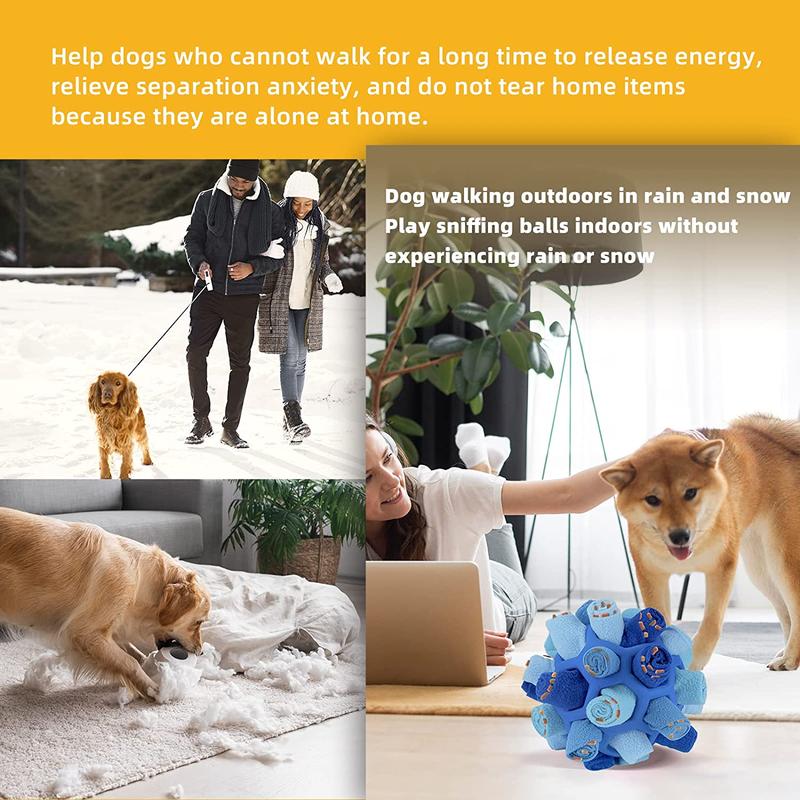 Help dogs who cannot walk for a long time to release energy,
relieve separation anxiety, and do not tear home items
because they are alone at home.
Dog walking outdoors in rain and snow
Play sniffing balls indoors without
experiencing rain or snow